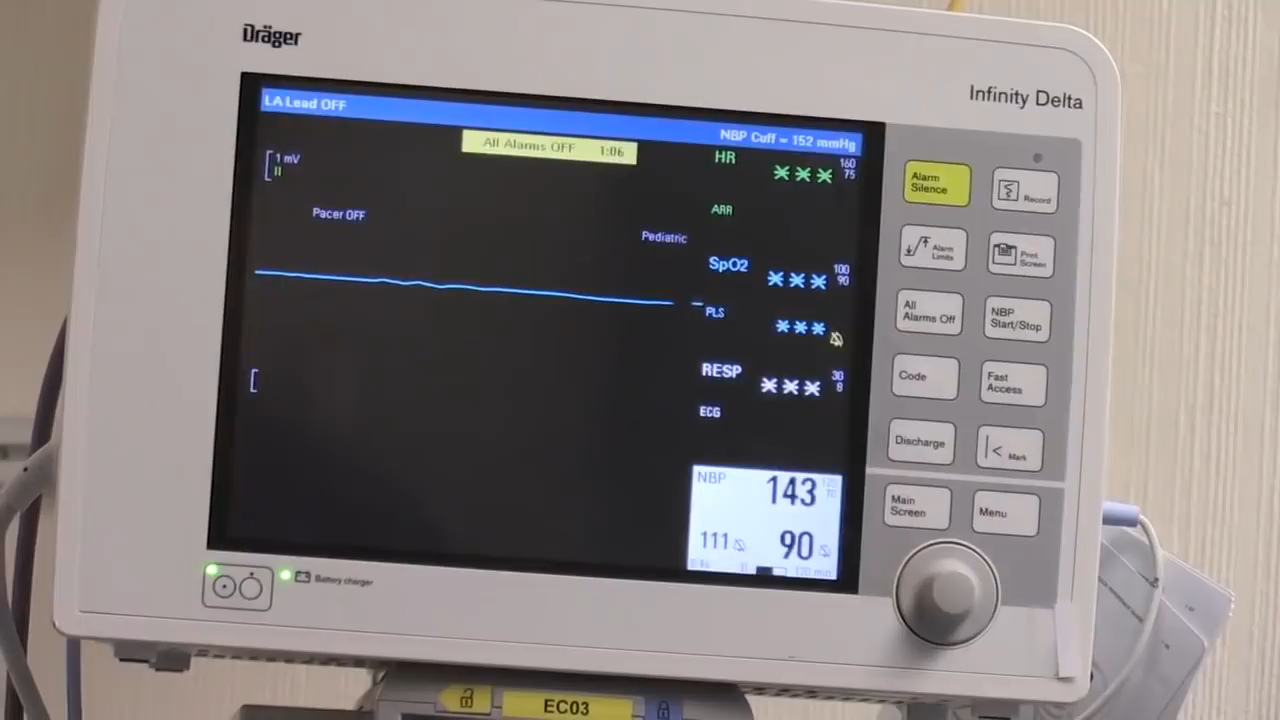 Dräger
Infinity Delta
LA Lead OFF
NBP Cuff = 152 mmHg
All Alarms OFF 1:06
1 mV
II
Pacer OFF
Pediatric
HR
*** 160
75
ARR
SpO2
*** 100
90
PLS
***
RESP
*** 30
8
ECG
NBP
143
111
90
120 min
Alarm
Silence
Record
Alarm
Limits
Print
Screen
All
Alarms Off
NBP
Start/Stop
Code
Fast
Access
Discharge
Mark
Main
Screen
Menu
Battery charger
EC03